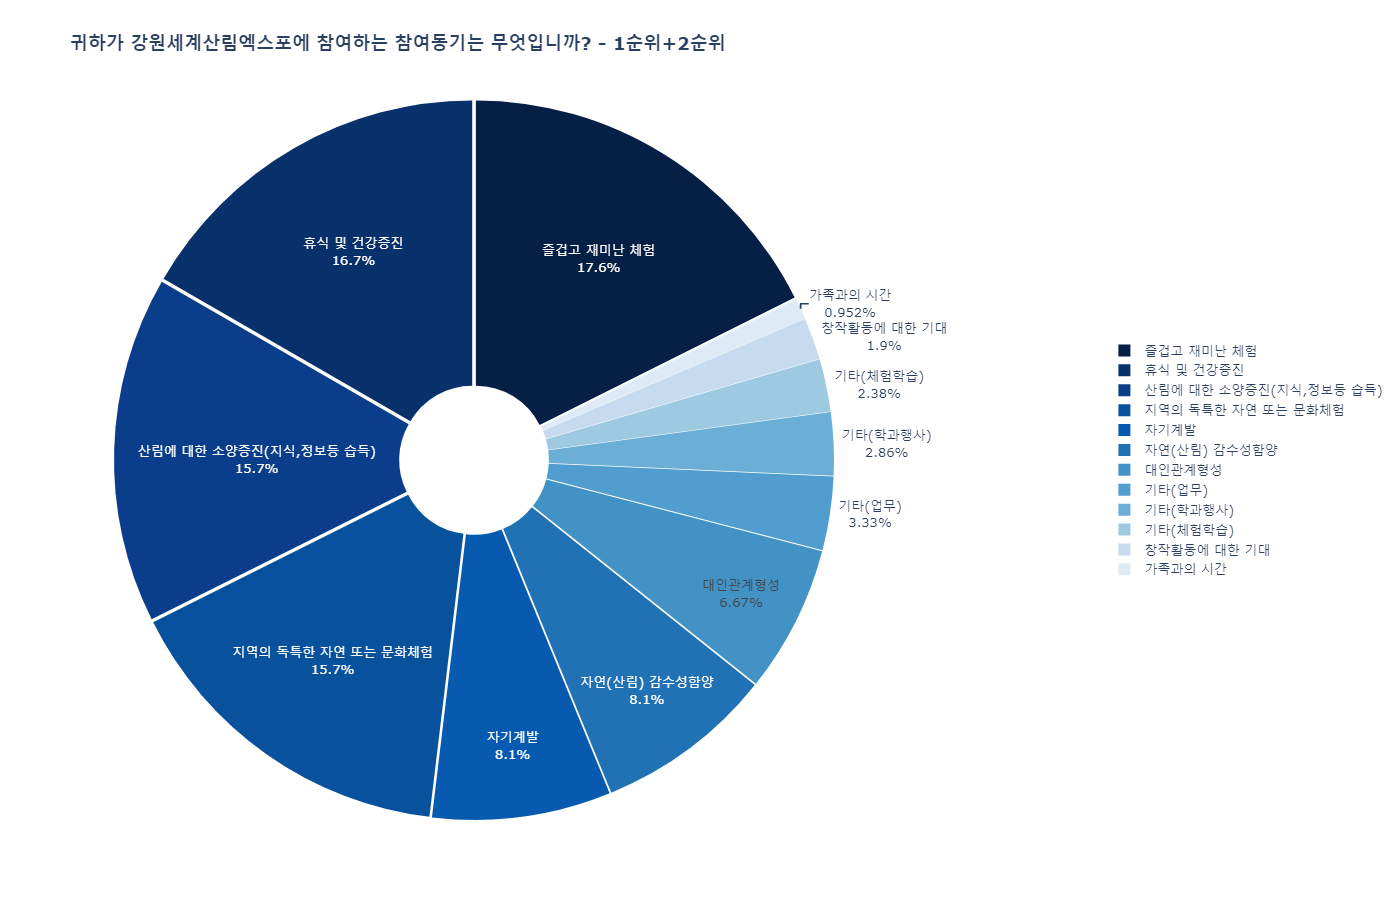 귀하가 강원세계산림엑스포에 참여하는 참여동기는 무엇입니까? - 1순위+2순위
휴식 및 건강증진
16.7%
즐겁고 재미난 체험
17.6%
가족과의 시간
0.952%
창작활동에 대한 기대
1.9%
기타(체험학습)
2.38%
기타(학과행사)
2.86%
기타(업무)
3.33%
대인관계형성
6.67%
자연(산림) 감수성함양
8.1%
자기계발
8.1%
지역의 독특한 자연 또는 문화체험
15.7%
산림에 대한 소양증진(지식,정보등 습득)
15.7%
즐겁고 재미난 체험
휴식 및 건강증진
산림에 대한 소양증진(지식,정보등 습득)
지역의 독특한 자연 또는 문화체험
자기계발
자연(산림) 감수성함양
대인관계형성
기타(업무)
기타(학과행사)
기타(체험학습)
창작활동에 대한 기대
가족과의 시간